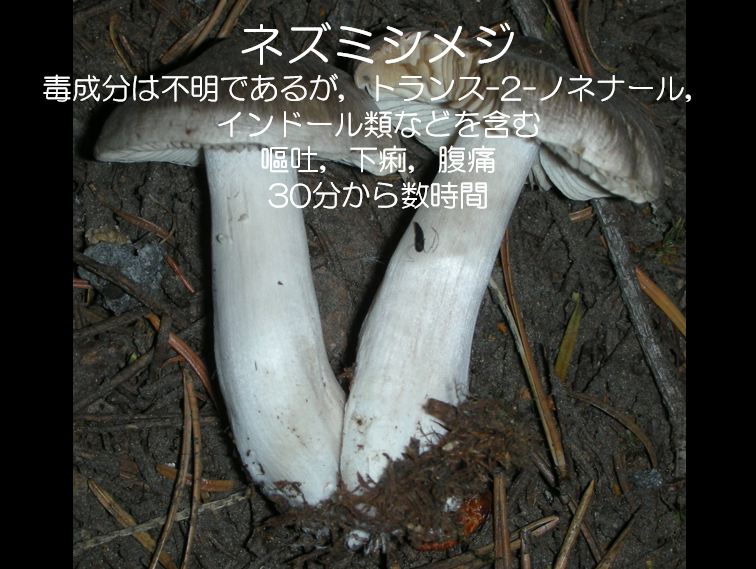 ネズミシメジ
毒成分は不明であるが，トランス-2-ノネナール，
インドール類などを含む
嘔吐，下痢，腹痛
30分から数時間